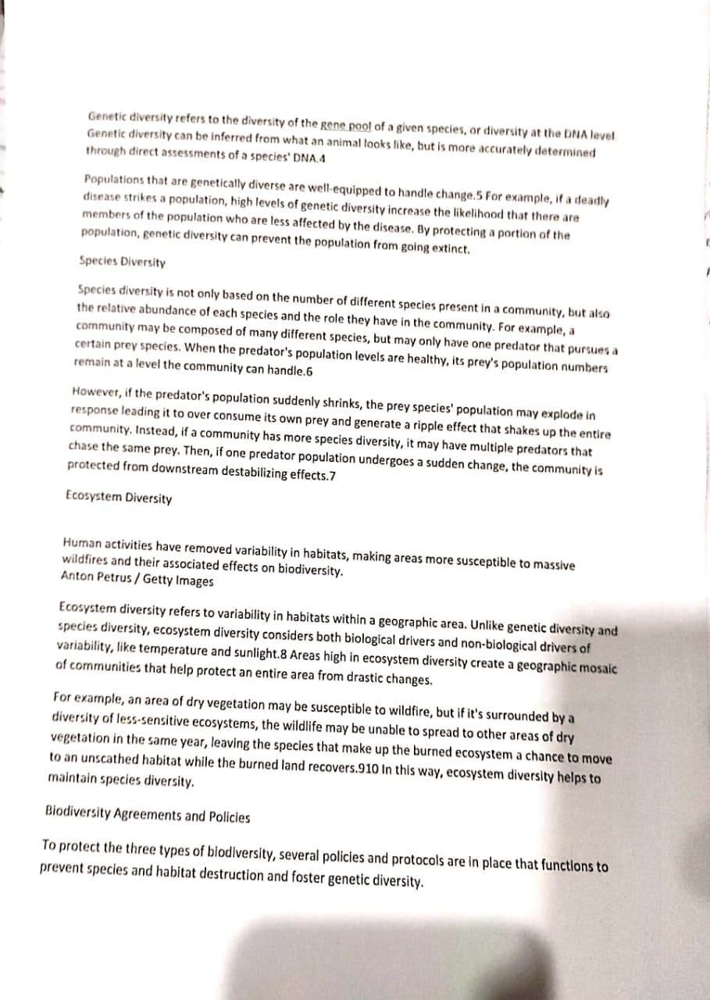 Genetic diversity refers to the diversity of the gene pool of a given species, or diversity at the DNA level
Genetic diversity can be inferred from what an animal looks like, but is more accurately determined
through direct assessments of a species' DNA.4
Populations that are genetically diverse are well-equipped to handle change.5 For example, if a deadly
disease strikes a population, high levels of genetic diversity increase the likelihood that there are
members of the population who are less affected by the disease. By protecting a portion of the
population, genetic diversity can prevent the population from going extinct.
Species Diversity
Species diversity is not only based on the number of different species present in a community, but also
the relative abundance of each species and the role they have in the community. For example, a
community may be composed of many different species, but may only have one predator that pursues a
certain prey species. When the predator's population levels are healthy, its prey's population numbers
remain at a level the community can handle.6
However, if the predator's population suddenly shrinks, the prey species' population may explode in
response leading it to over consume its own prey and generate a ripple effect that shakes up the entire
community. Instead, if a community has more species diversity, it may have multiple predators that
chase the same prey. Then, if one predator population undergoes a sudden change, the community is
protected from downstream destabilizing effects.7
Ecosystem Diversity
Human activities have removed variability in habitats, making areas more susceptible to massive
wildfires and their associated effects on biodiversity.
Anton Petrus / Getty Images
Ecosystem diversity refers to variability in habitats within a geographic area. Unlike genetic diversity and
species diversity, ecosystem diversity considers both biological drivers and non-biological drivers of
variability, like temperature and sunlight.8 Areas high in ecosystem diversity create a geographic mosaic
of communities that help protect an entire area from drastic changes.
For example, an area of dry vegetation may be susceptible to wildfire, but if it's surrounded by a
diversity of less-sensitive ecosystems, the wildlife may be unable to spread to other areas of dry
vegetation in the same year, leaving the species that make up the burned ecosystem a chance to move
to an unscathed habitat while the burned land recovers.910 In this way, ecosystem diversity helps to
maintain species diversity.
Biodiversity Agreements and Policies
To protect the three types of biodiversity, several policies and protocols are in place that functions to
prevent species and habitat destruction and foster genetic diversity.